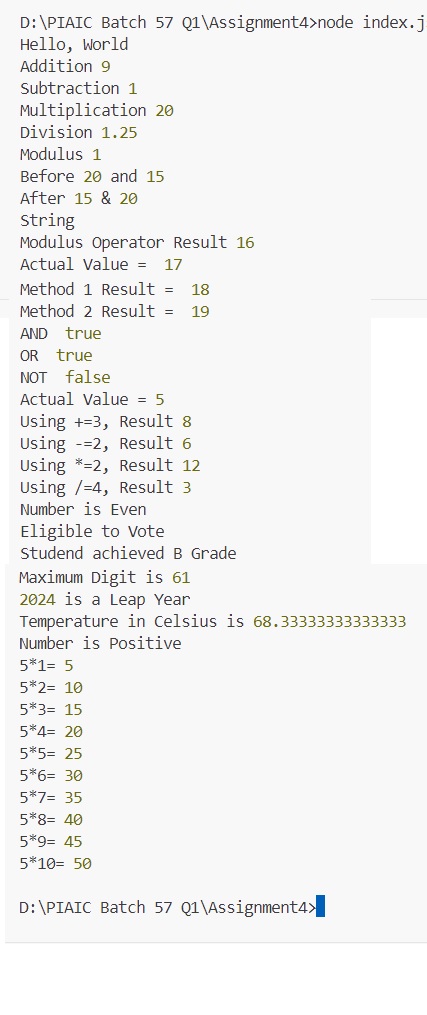 D:\PIAIC Batch 57 Q1\Assignment4>node index.j
Hello, World
Addition 9
Subtraction 1
Multiplication 20
Division 1.25
Modulus 1
Before 20 and 15
After 15 & 20
String
Modulus Operator Result 16
Actual Value =  17
Method 1 Result =  18
Method 2 Result =  19
AND  true
OR  true
NOT  false
Actual Value = 5
Using +=3, Result 8
Using -=2, Result 6
Using *=2, Result 12
Using /=4, Result 3
Number is Even
Eligible to Vote
Studend achieved B Grade
Maximum Digit is 61
2024 is a Leap Year
Temperature in Celsius is 68.33333333333333
Number is Positive
5*1= 5
5*2= 10
5*3= 15
5*4= 20
5*5= 25
5*6= 30
5*7= 35
5*8= 40
5*9= 45
5*10= 50
D:\PIAIC Batch 57 Q1\Assignment4>